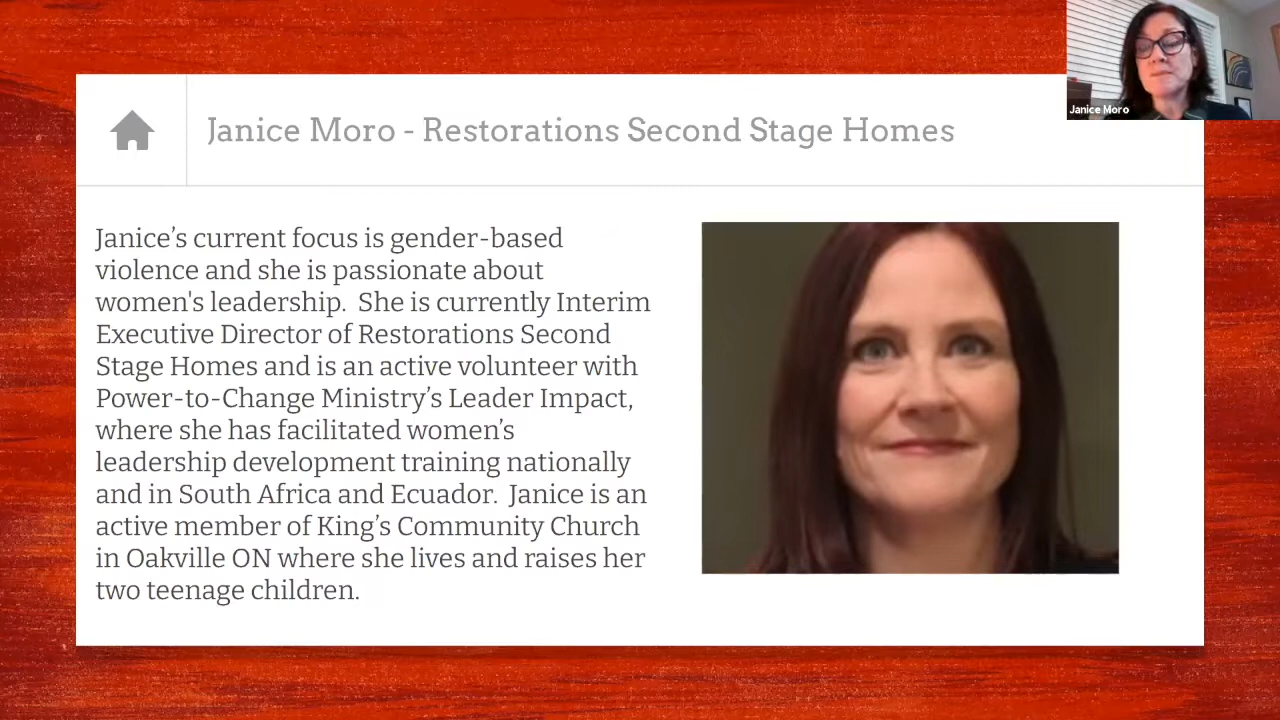 Janice Moro
Janice Moro - Restorations Second Stage Homes
Janice’s current focus is gender-based
violence and she is passionate about
women's leadership.  She is currently Interim
Executive Director of Restorations Second
Stage Homes and is an active volunteer with
Power-to-Change Ministry’s Leader Impact,
where she has facilitated women’s
leadership development training nationally
and in South Africa and Ecuador.  Janice is an
active member of King’s Community Church
in Oakville ON where she lives and raises her
two teenage children.